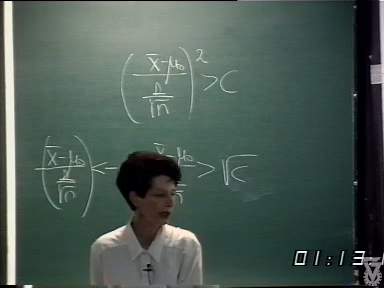 ( (x̄-μ₀) / (s/√n) )² > C
( (x̄-μ₀) / (s/√n) ) < - (x̄-μ₀) / (s/√n) > √C
01:13